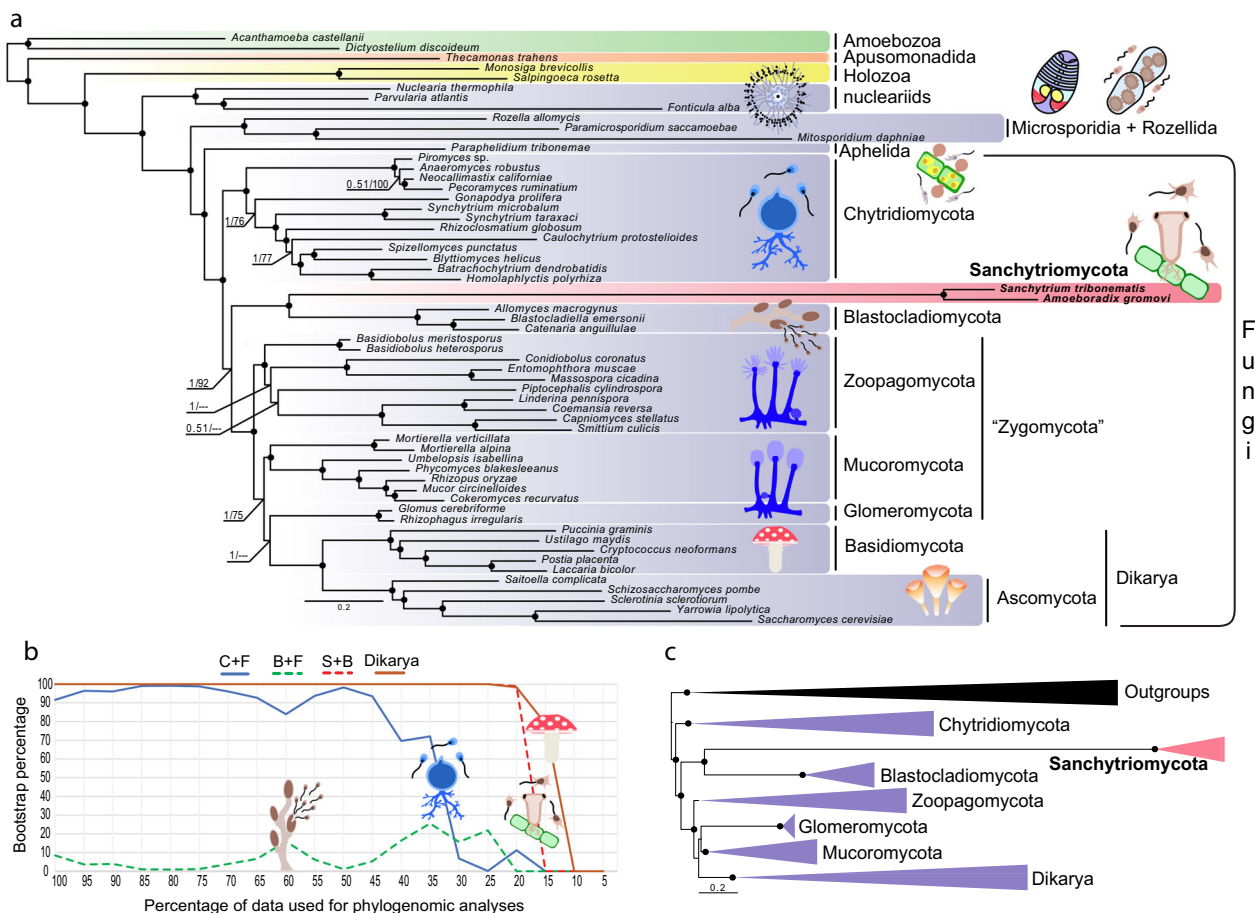 a
Acanthamoeba castellanii
Dictyostelium discoideum
Amoebozoa
Thecamonas trahens
Apusomonadida
Monosiga brevicollis
Salpingoeca rosetta
Holozoa
Nuclearia thermophila
Parvularia atlantis
Fonticula alba
nucleariids
Rozella allomycis
Paramicrosporidium saccamoebae
Mitosporidium daphniae
Microsporidia + Rozellida
Paraphelidium tribonemae
Aphelida
Piromyces sp.
Anaeromyces robustus
Neocallimastix californiae
Pecoramyces ruminatium
0.51/100
Gonapodya prolifera
Synchytrium microbalum
Synchytrium taraxaci
1/76
Rhizoclosmatium globosum
Caulochytrium protostelioides
Spizellomyces punctatus
1/77
Blyttiomyces helicus
Batrachochytrium dendrobatidis
Homolaphlyctis polyrhiza
Chytridiomycota
Sanchytriomycota
Sanchytrium tribonematis
Amoeboradix gromovi
Allomyces macrogynus
Blastocladiella emersonii
Catenaria anguillulae
Blastocladiomycota
Basidiobolus meristosporus
Basidiobolus heterosporus
Conidiobolus coronatus
Entomophthora muscae
Massospora cicadina
1/92
Piptocephalis cylindrospora
Linderina pennispora
1/---
Coemansia reversa
Capniomyces stellatus
0.51/---
Smittium culicis
Zoopagomycota
"Zygomycota"
Mortierella verticillata
Mortierella alpina
Umbelopsis isabellina
Phycomyces blakesleeanus
Rhizopus oryzae
Mucor circinelloides
Cokeromyces recurvatus
Mucoromycota
1/75
Glomus cerebriforme
Rhizophagus irregularis
Glomeromycota
Puccinia graminis
Ustilago maydis
1/---
Cryptococcus neoformans
Postia placenta
Laccaria bicolor
Basidiomycota
Saitoella complicata
Schizosaccharomyces pombe
Sclerotinia sclerotiorum
Yarrowia lipolytica
Saccharomyces cerevisiae
Ascomycota
Dikarya
0.2
Fungi
b
C+F B+F S+B Dikarya
Bootstrap percentage
100
90
80
70
60
50
40
30
20
10
0
100 95 90 85 80 75 70 65 60 55 50 45 40 35 30 25 20 15 10 5
Percentage of data used for phylogenomic analyses
c
Outgroups
Chytridiomycota
Sanchytriomycota
Blastocladiomycota
Zoopagomycota
Glomeromycota
Mucoromycota
Dikarya
0.2